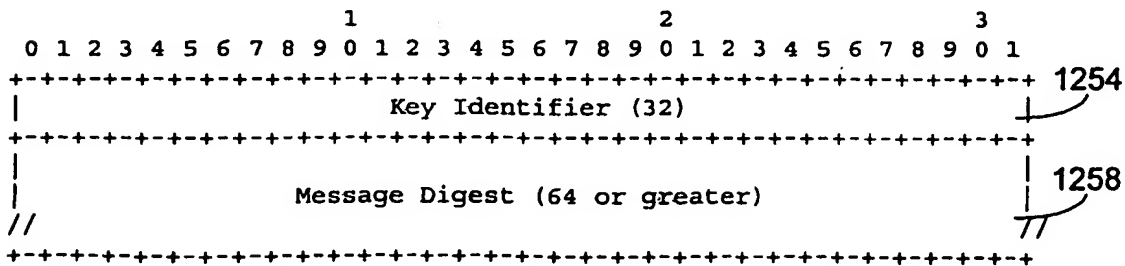 1                   2                   3
 0 1 2 3 4 5 6 7 8 9 0 1 2 3 4 5 6 7 8 9 0 1 2 3 4 5 6 7 8 9 0 1
+-+-+-+-+-+-+-+-+-+-+-+-+-+-+-+-+-+-+-+-+-+-+-+-+-+-+-+-+-+-+-+-+
|                       Key Identifier (32)                     | 1254
+-+-+-+-+-+-+-+-+-+-+-+-+-+-+-+-+-+-+-+-+-+-+-+-+-+-+-+-+-+-+-+-+
|                                                               |
|                 Message Digest (64 or greater)                | 1258
//                                                             //
+-+-+-+-+-+-+-+-+-+-+-+-+-+-+-+-+-+-+-+-+-+-+-+-+-+-+-+-+-+-+-+-+